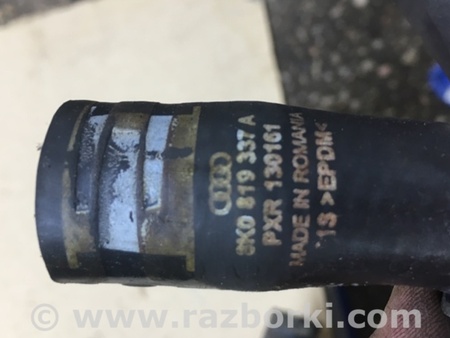 8K0 819 337 A
PXR 130161
MADE IN ROMANIA
*1S >EPDM<
© www.razborki.com